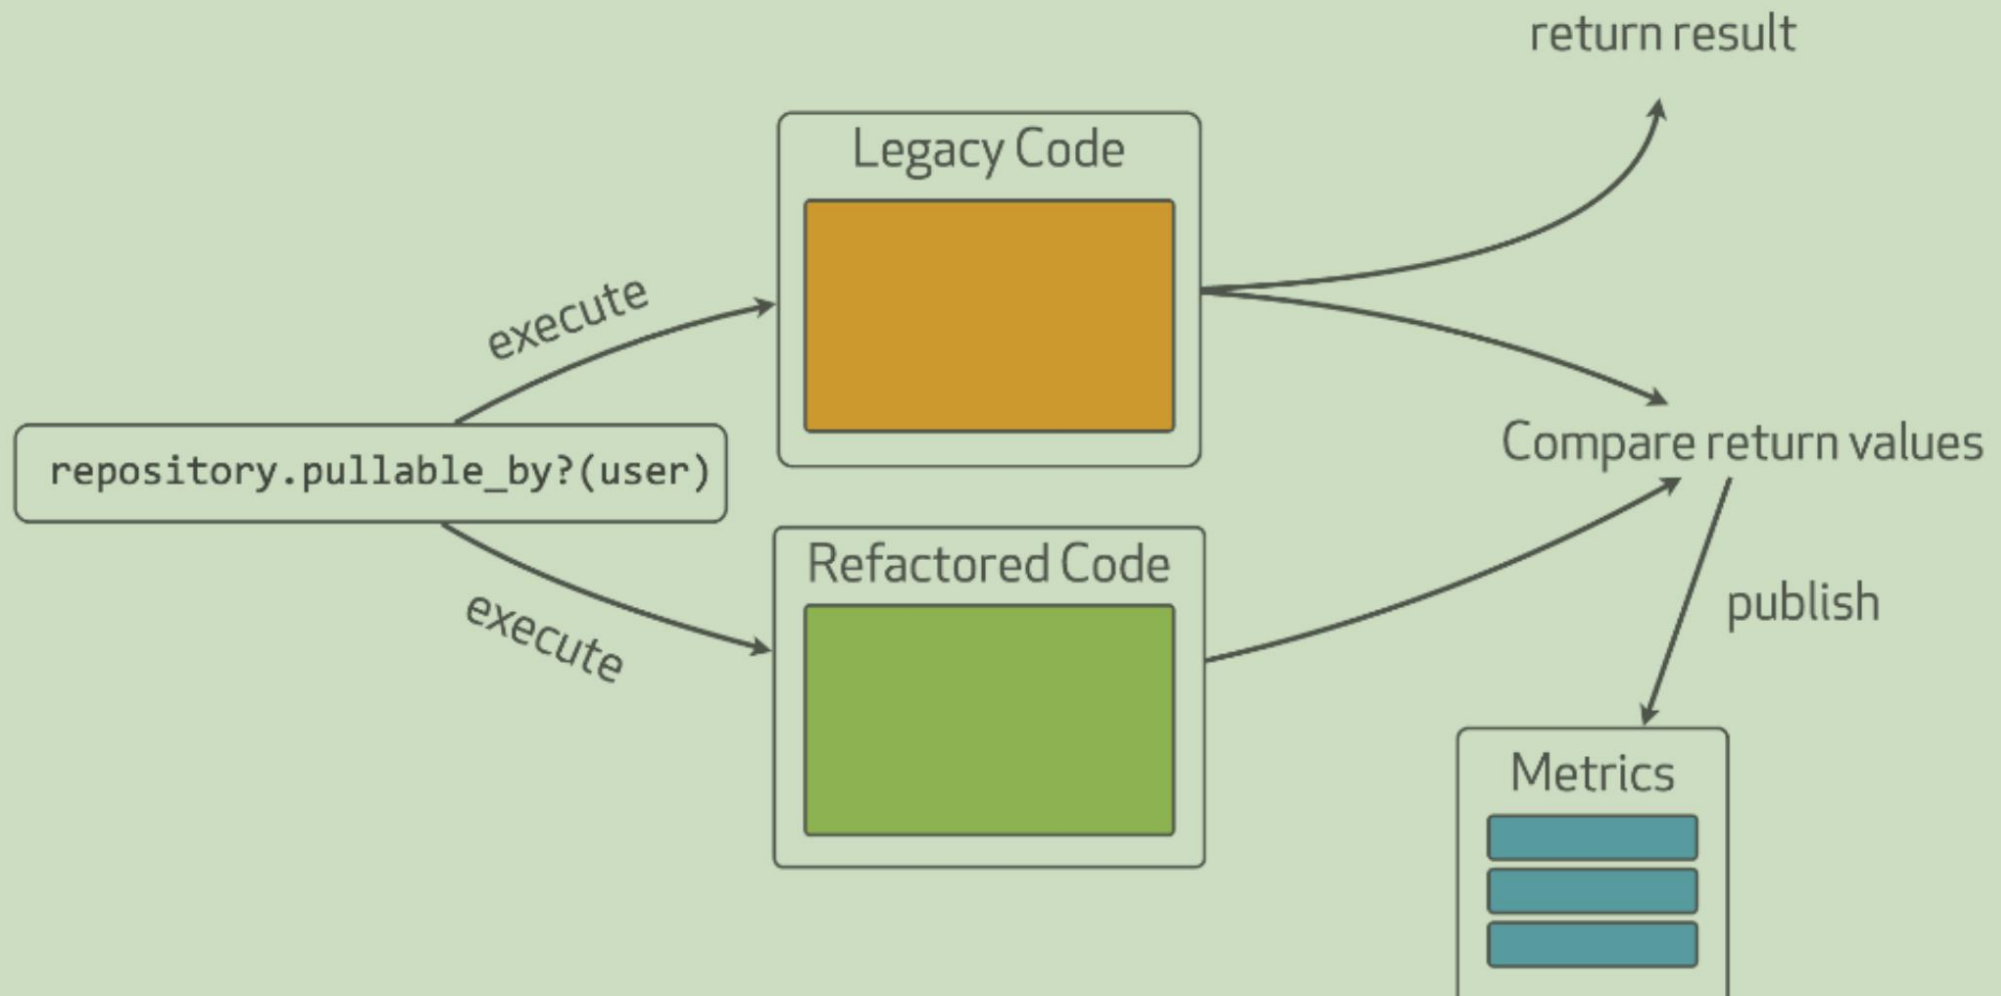 return result
Legacy Code
execute
repository.pullable_by?(user)
Compare return values
Refactored Code
execute
publish
Metrics